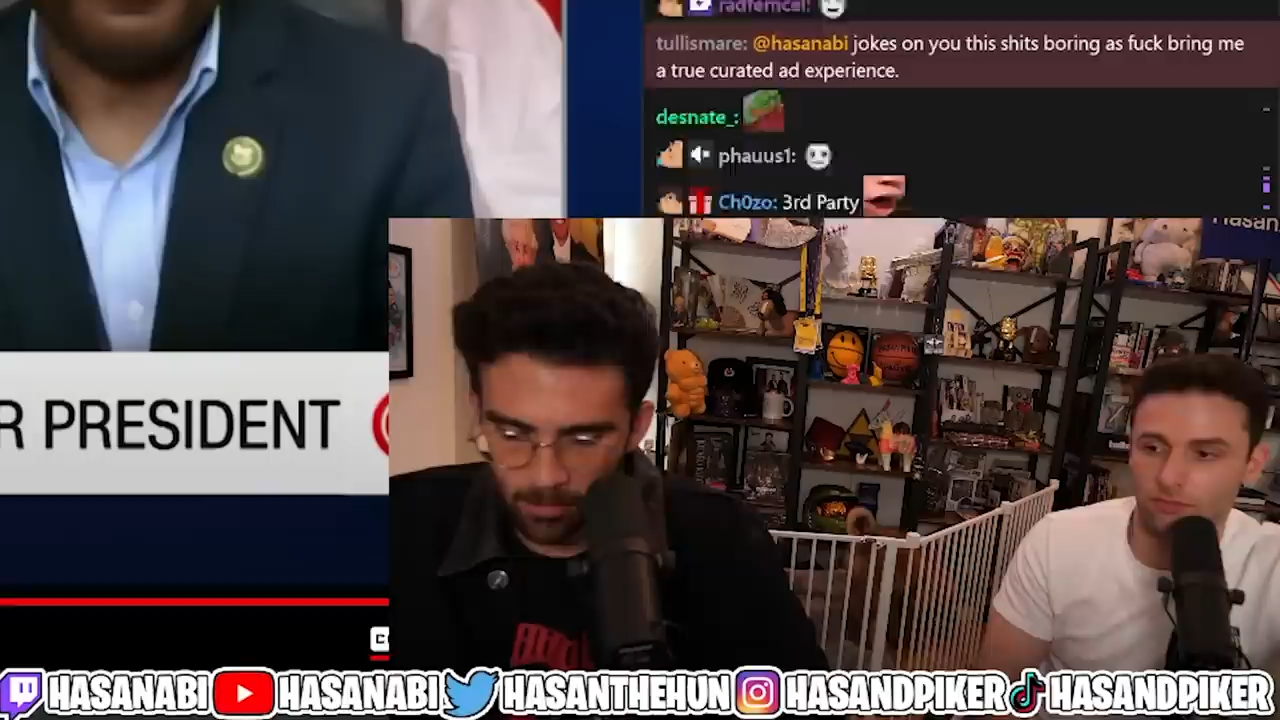 radfemcel:
tullismare: @hasanabi jokes on you this shits boring as fuck bring me
a true curated ad experience.
desnate_:
phauus1:
Ch0zo: 3rd Party
Hasan
R PRESIDENT
HASANABI HASANABI HASANTHEHUN HASANDPIKER HASANDPIKER